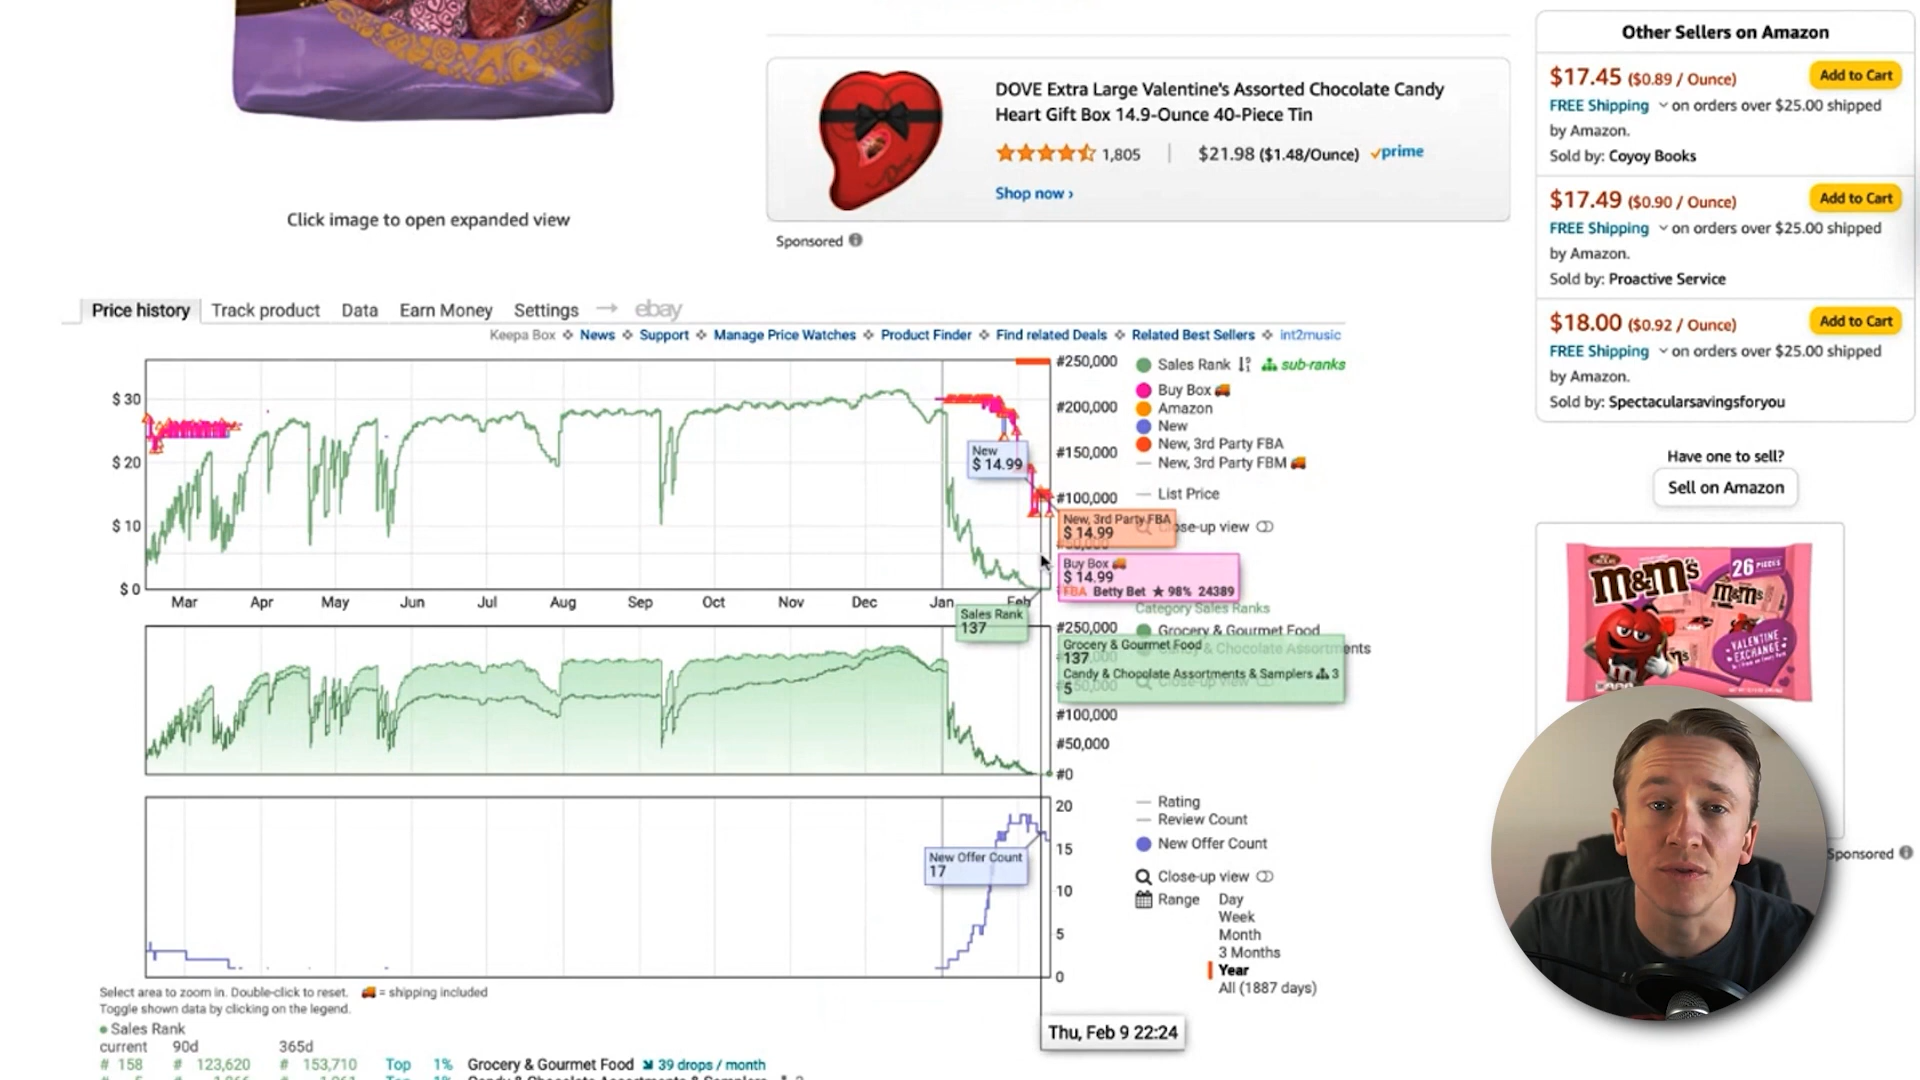 Click image to open expanded view
DOVE Extra Large Valentine's Assorted Chocolate Candy
Heart Gift Box 14.9-Ounce 40-Piece Tin
1,805 | $21.98 ($1.48/Ounce) prime
Shop now ›
Sponsored
Other Sellers on Amazon
$17.45 ($0.89 / Ounce) Add to Cart
FREE Shipping on orders over $25.00 shipped
by Amazon.
Sold by: Coyoy Books
$17.49 ($0.90 / Ounce) Add to Cart
FREE Shipping on orders over $25.00 shipped
by Amazon.
Sold by: Proactive Service
$18.00 ($0.92 / Ounce) Add to Cart
FREE Shipping on orders over $25.00 shipped
by Amazon.
Sold by: Spectacularsavingsforyou
Have one to sell?
Sell on Amazon
m&m's
26 PIECES
m&m's
VALENTINE
EXCHANGE
Sponsored
Price history Track product Data Earn Money Settings → ebay
Keepa Box News Support Manage Price Watches Product Finder Find related Deals Related Best Sellers int2music
$ 30
$ 20
$ 10
$ 0
#250,000
#200,000
#150,000
#100,000
Sales Rank sub-ranks
Buy Box
Amazon
New
New, 3rd Party FBA
New, 3rd Party FBM
List Price
ose-up view
New
$ 14.99
New, 3rd Party FBA
$ 14.99
Buy Box
$ 14.99
FBA Betty Bet ★ 98% 24389
Mar Apr May Jun Jul Aug Sep Oct Nov Dec Jan Feb
Sales Rank
137
Category Sales Ranks
#250,000 Grocery & Gourmet Food
Grocery & Gourmet Food
137
Candy & Chocolate Assortments & Samplers 3
5
#100,000
#50,000
#0
20
15
10
5
0
Rating
Review Count
New Offer Count
New Offer Count
17
Close-up view
Range Day
Week
Month
3 Months
Year
All (1887 days)
Select area to zoom in. Double-click to reset. = shipping included
Toggle shown data by clicking on the legend.
Thu, Feb 9 22:24
Sales Rank
current 90d 365d
# 158 # 123,620 # 153,710 Top 1% Grocery & Gourmet Food 39 drops / month